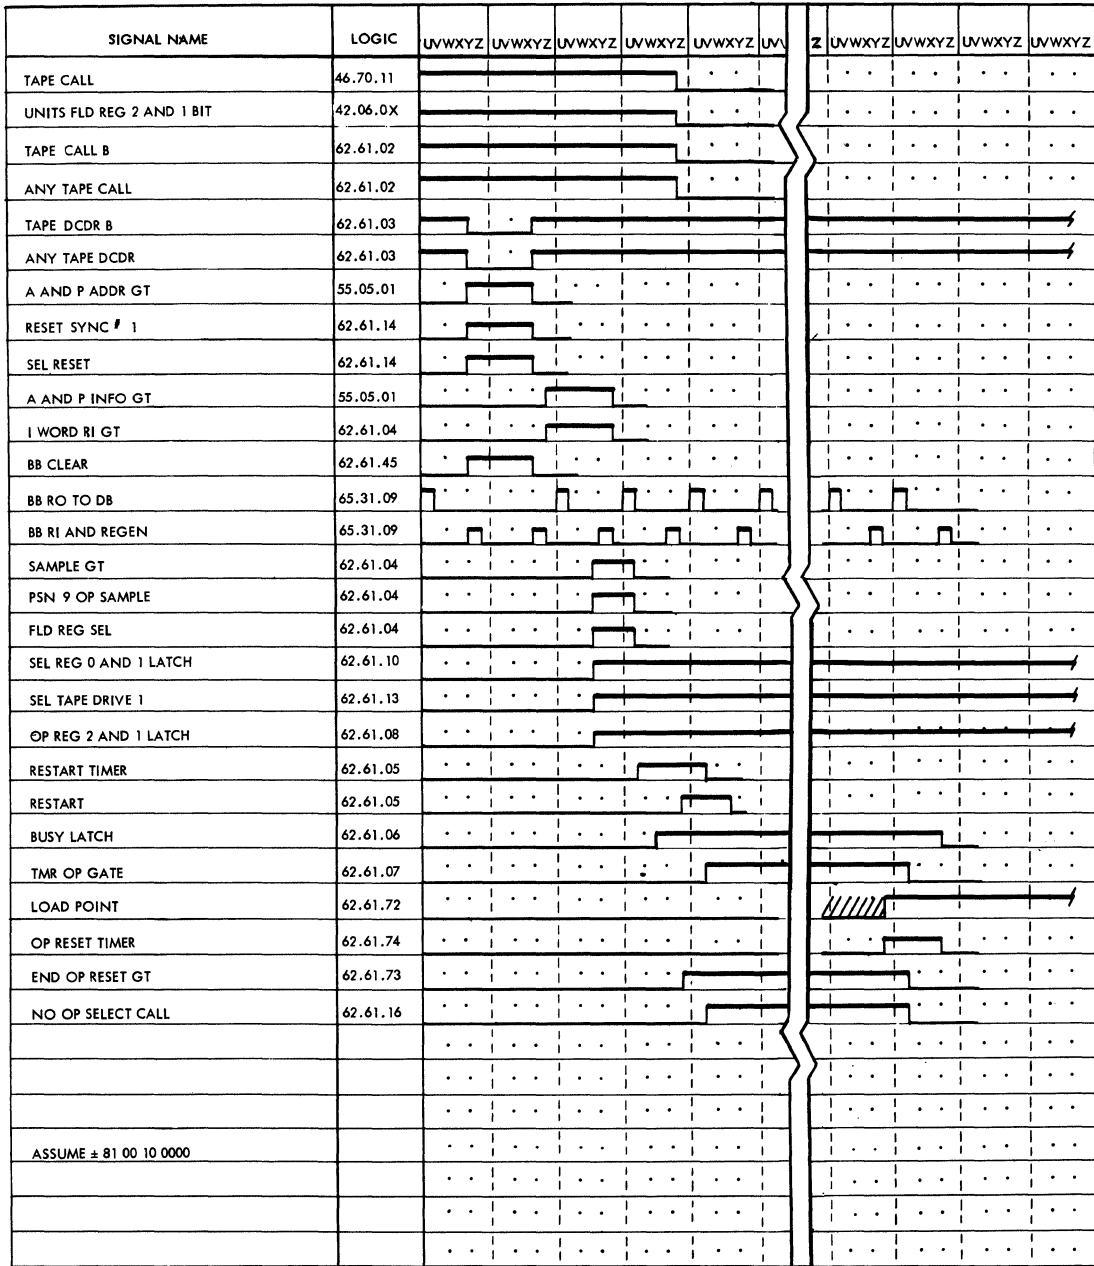 SIGNAL NAME LOGIC UVWXYZ UVWXYZ UVWXYZ UVWXYZ UVWXYZ UV Z UVWXYZ UVWXYZ UVWXYZ UVWXYZ
TAPE CALL 46.70.11
UNITS FLD REG 2 AND 1 BIT 42.06.0X
TAPE CALL B 62.61.02
ANY TAPE CALL 62.61.02
TAPE DCDR B 62.61.03
ANY TAPE DCDR 62.61.03
A AND P ADDR GT 55.05.01
RESET SYNC # 1 62.61.14
SEL RESET 62.61.14
A AND P INFO GT 55.05.01
I WORD RI GT 62.61.04
BB CLEAR 62.61.45
BB RO TO DB 65.31.09
BB RI AND REGEN 65.31.09
SAMPLE GT 62.61.04
PSN 9 OP SAMPLE 62.61.04
FLD REG SEL 62.61.04
SEL REG 0 AND 1 LATCH 62.61.10
SEL TAPE DRIVE 1 62.61.13
OP REG 2 AND 1 LATCH 62.61.08
RESTART TIMER 62.61.05
RESTART 62.61.05
BUSY LATCH 62.61.06
TMR OP GATE 62.61.07
LOAD POINT 62.61.72
OP RESET TIMER 62.61.74
END OP RESET GT 62.61.73
NO OP SELECT CALL 62.61.16
ASSUME ± 81 00 10 0000